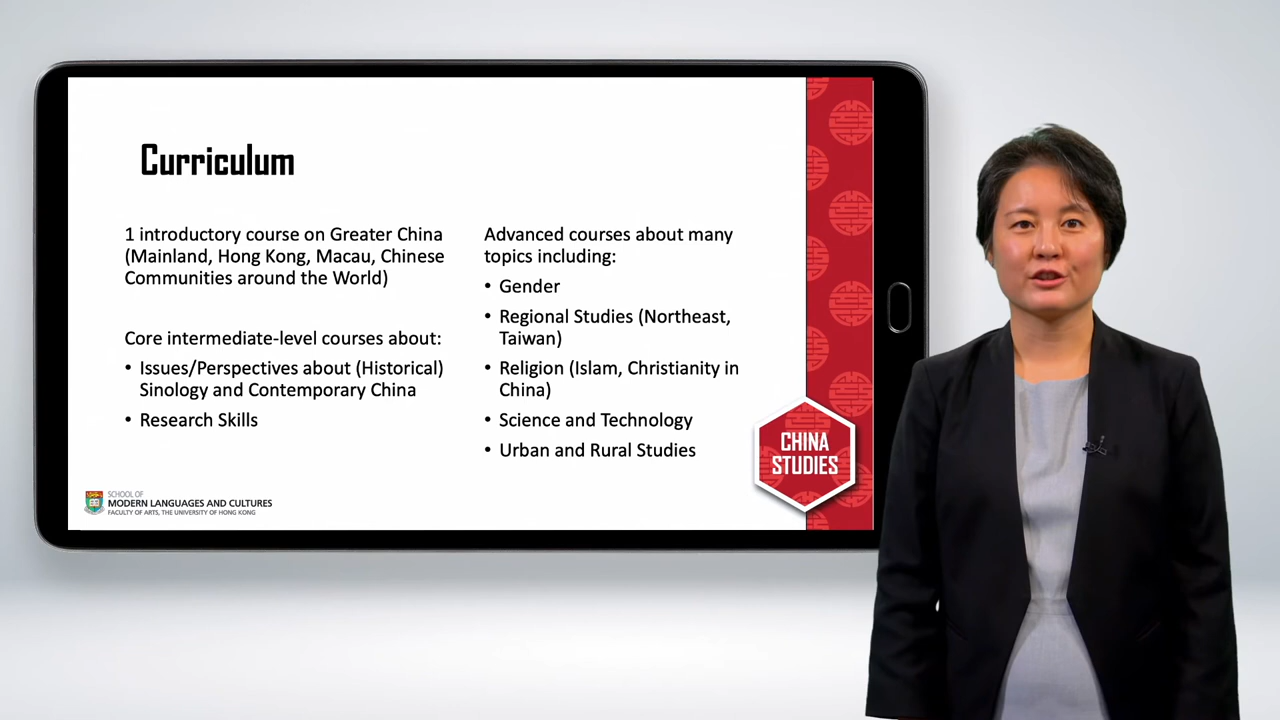 Curriculum
1 introductory course on Greater China
(Mainland, Hong Kong, Macau, Chinese
Communities around the World)
Core intermediate-level courses about:
• Issues/Perspectives about (Historical)
Sinology and Contemporary China
• Research Skills
Advanced courses about many
topics including:
• Gender
• Regional Studies (Northeast,
Taiwan)
• Religion (Islam, Christianity in
China)
• Science and Technology
• Urban and Rural Studies
CHINA
STUDIES
SCHOOL OF
MODERN LANGUAGES AND CULTURES
FACULTY OF ARTS, THE UNIVERSITY OF HONG KONG